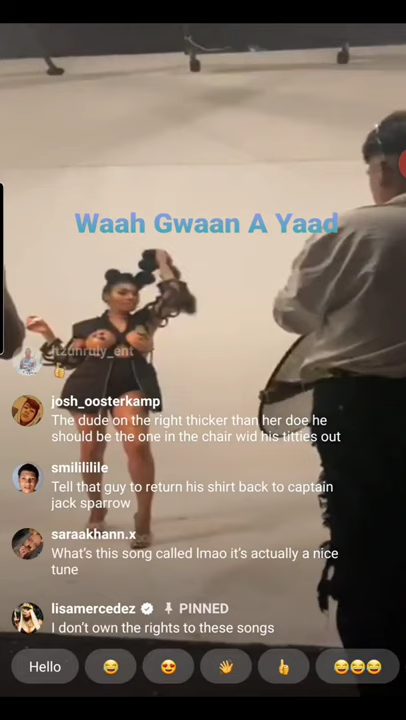 Waah Gwaan A Yaad
itzunruly_ent
👍
josh_oosterkamp
The dude on the right thicker than her doe he
should be the one in the chair wid his titties out
smilililile
Tell that guy to return his shirt back to captain
jack sparrow
saraakhann.x
What's this song called lmao it's actually a nice
tune
lisamercedez PINNED
I don't own the rights to these songs
Hello 😂 😍 👋 👍 😂😂😂